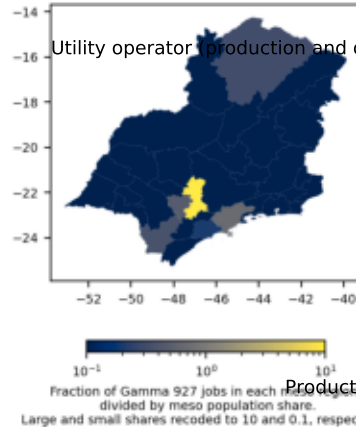 −14
Utility operator (production and
−16
−18
−20
−22
−24
−52 −50 −48 −46 −44 −42 −40
10⁻¹ 10⁰ 10¹
Product
Fraction of Gamma 927 jobs in each meso
divided by meso population share.
Large and small shares recoded to 10 and 0.1, respec